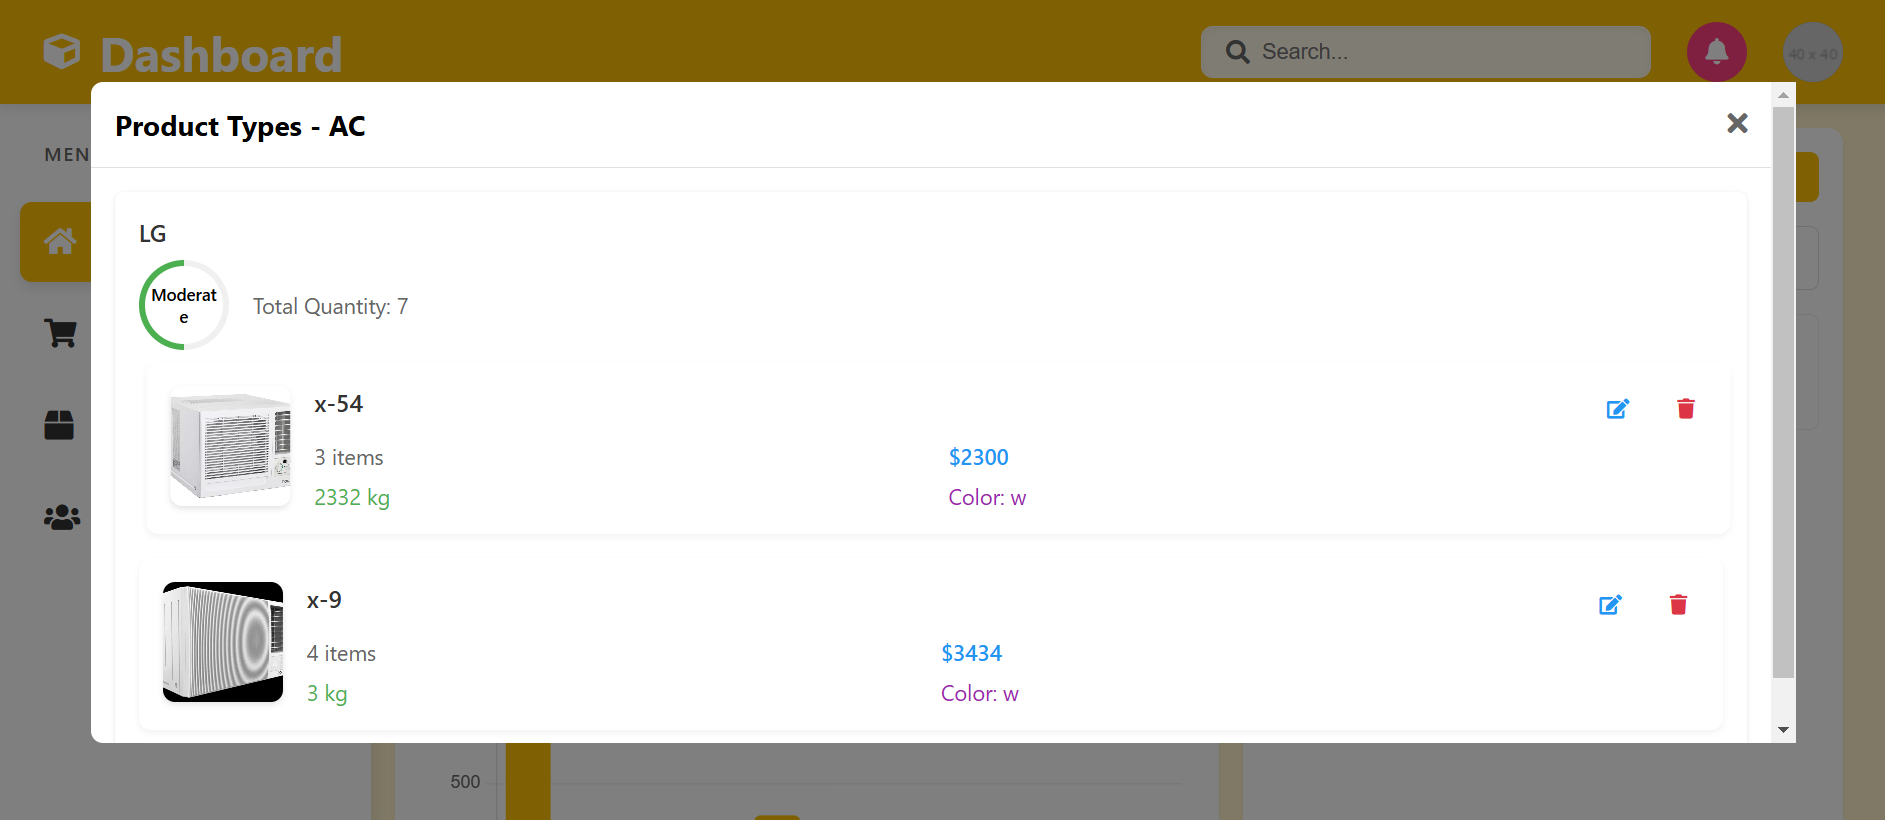 Dashboard
Search...
40 x 40
Product Types - AC
MEN
LG
Moderat
e
Total Quantity: 7
x-54
3 items
$2300
2332 kg
Color: w
x-9
4 items
$3434
3 kg
Color: w
500